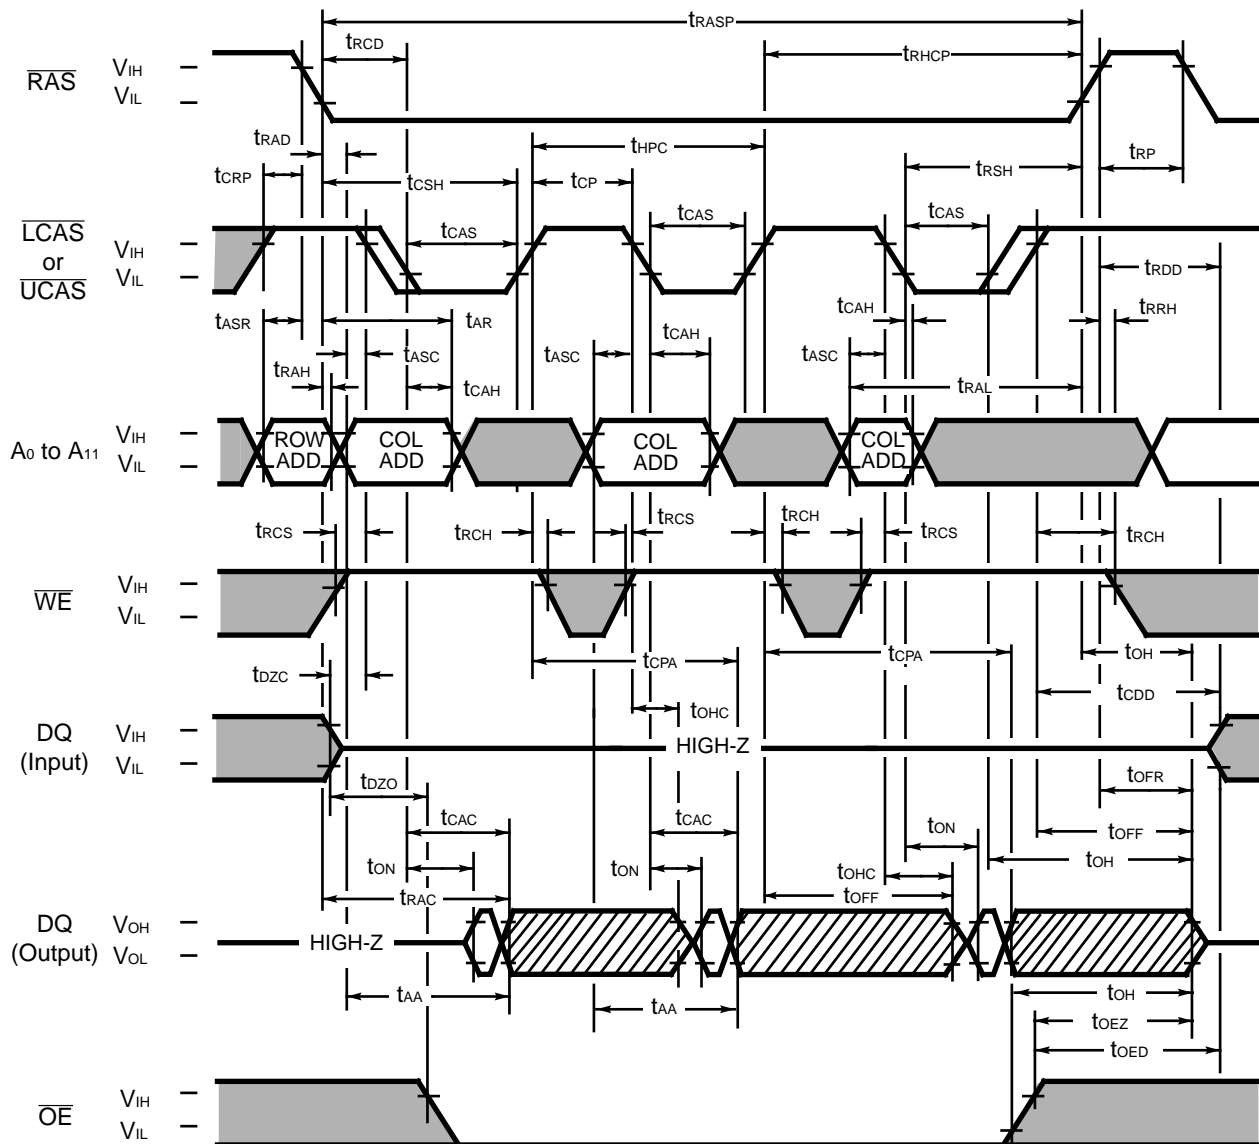 tRASP
tRCD
tRHCP
RAS
VIH
VIL
tRAD
tHPC
tCRP
tCSH
tCP
tRSH
tRP
LCAS
or
UCAS
VIH
VIL
tCAS
tCAS
tCAS
tRDD
tASR
tAR
tCAH
tCAH
tRRH
tASC
tASC
tASC
tRAH
tCAH
tRAL
A0 to A11
VIH
VIL
ROW
ADD
COL
ADD
COL
ADD
COL
ADD
tRCS
tRCH
tRCS
tRCH
tRCS
tRCH
WE
VIH
VIL
tCPA
tCPA
tOH
tDZC
tCDD
tOHC
DQ
(Input)
VIH
VIL
HIGH-Z
tDZO
tOFR
tCAC
tCAC
tON
tOFF
tON
tON
tOHC
tOH
tRAC
tOFF
DQ
(Output)
VOH
VOL
HIGH-Z
tAA
tAA
tOH
tOEZ
tOED
OE
VIH
VIL